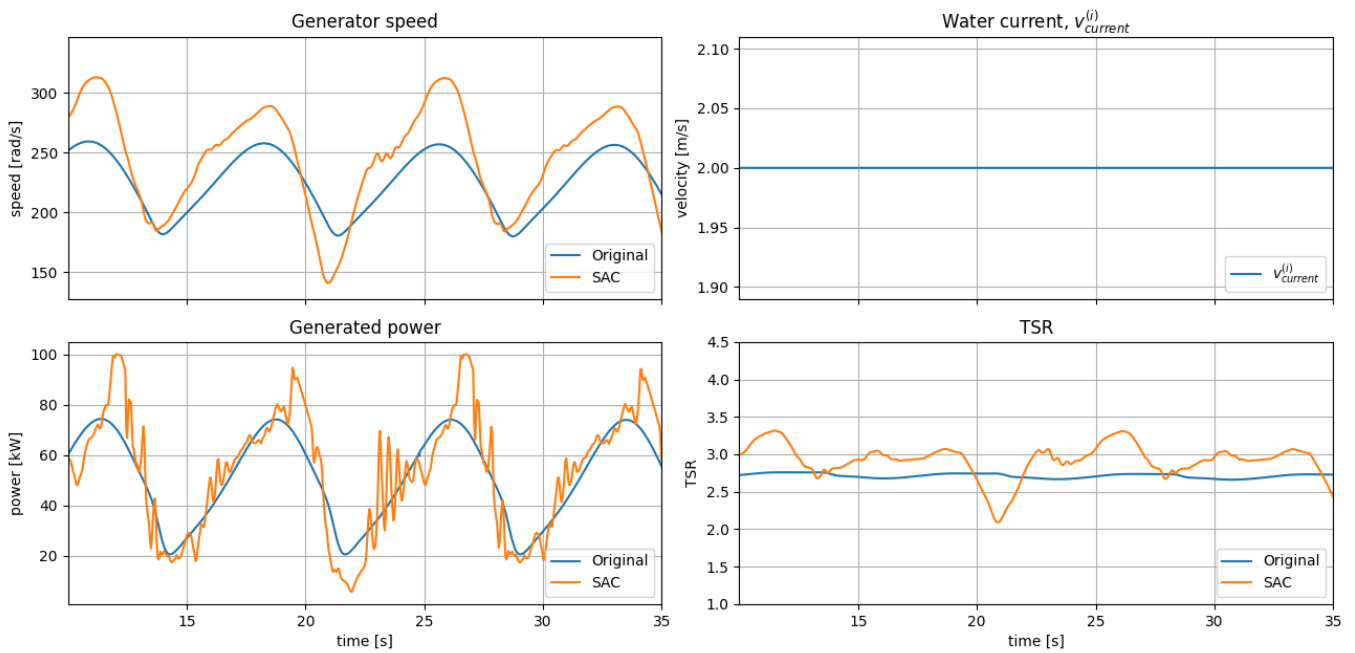 Generator speed
300
250
200
150
speed [rad/s]
Original
SAC
Water current, v_{current}^{(i)}
2.10
2.05
2.00
1.95
1.90
velocity [m/s]
v_{current}^{(i)}
Generated power
100
80
60
40
20
power [kW]
15
20
25
30
35
time [s]
Original
SAC
TSR
4.5
4.0
3.5
3.0
2.5
2.0
1.5
1.0
TSR
15
20
25
30
35
time [s]
Original
SAC